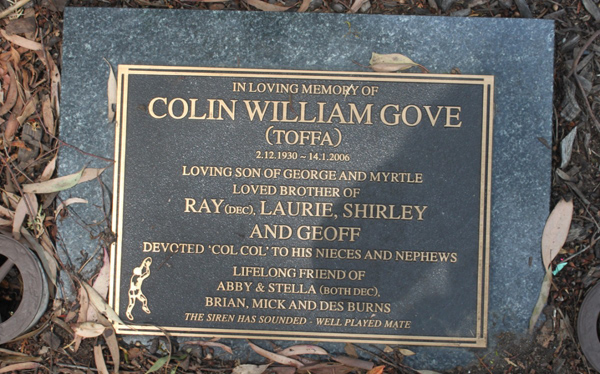 IN LOVING MEMORY OF
COLIN WILLIAM GOVE
(TOFFA)
2.12.1930 ~ 14.1.2006
LOVING SON OF GEORGE AND MYRTLE
LOVED BROTHER OF
RAY (DEC), LAURIE, SHIRLEY
AND GEOFF
DEVOTED 'COL COL' TO HIS NIECES AND NEPHEWS
LIFELONG FRIEND OF
ABBY & STELLA (BOTH DEC),
BRIAN, MICK AND DES BURNS
THE SIREN HAS SOUNDED - WELL PLAYED MATE